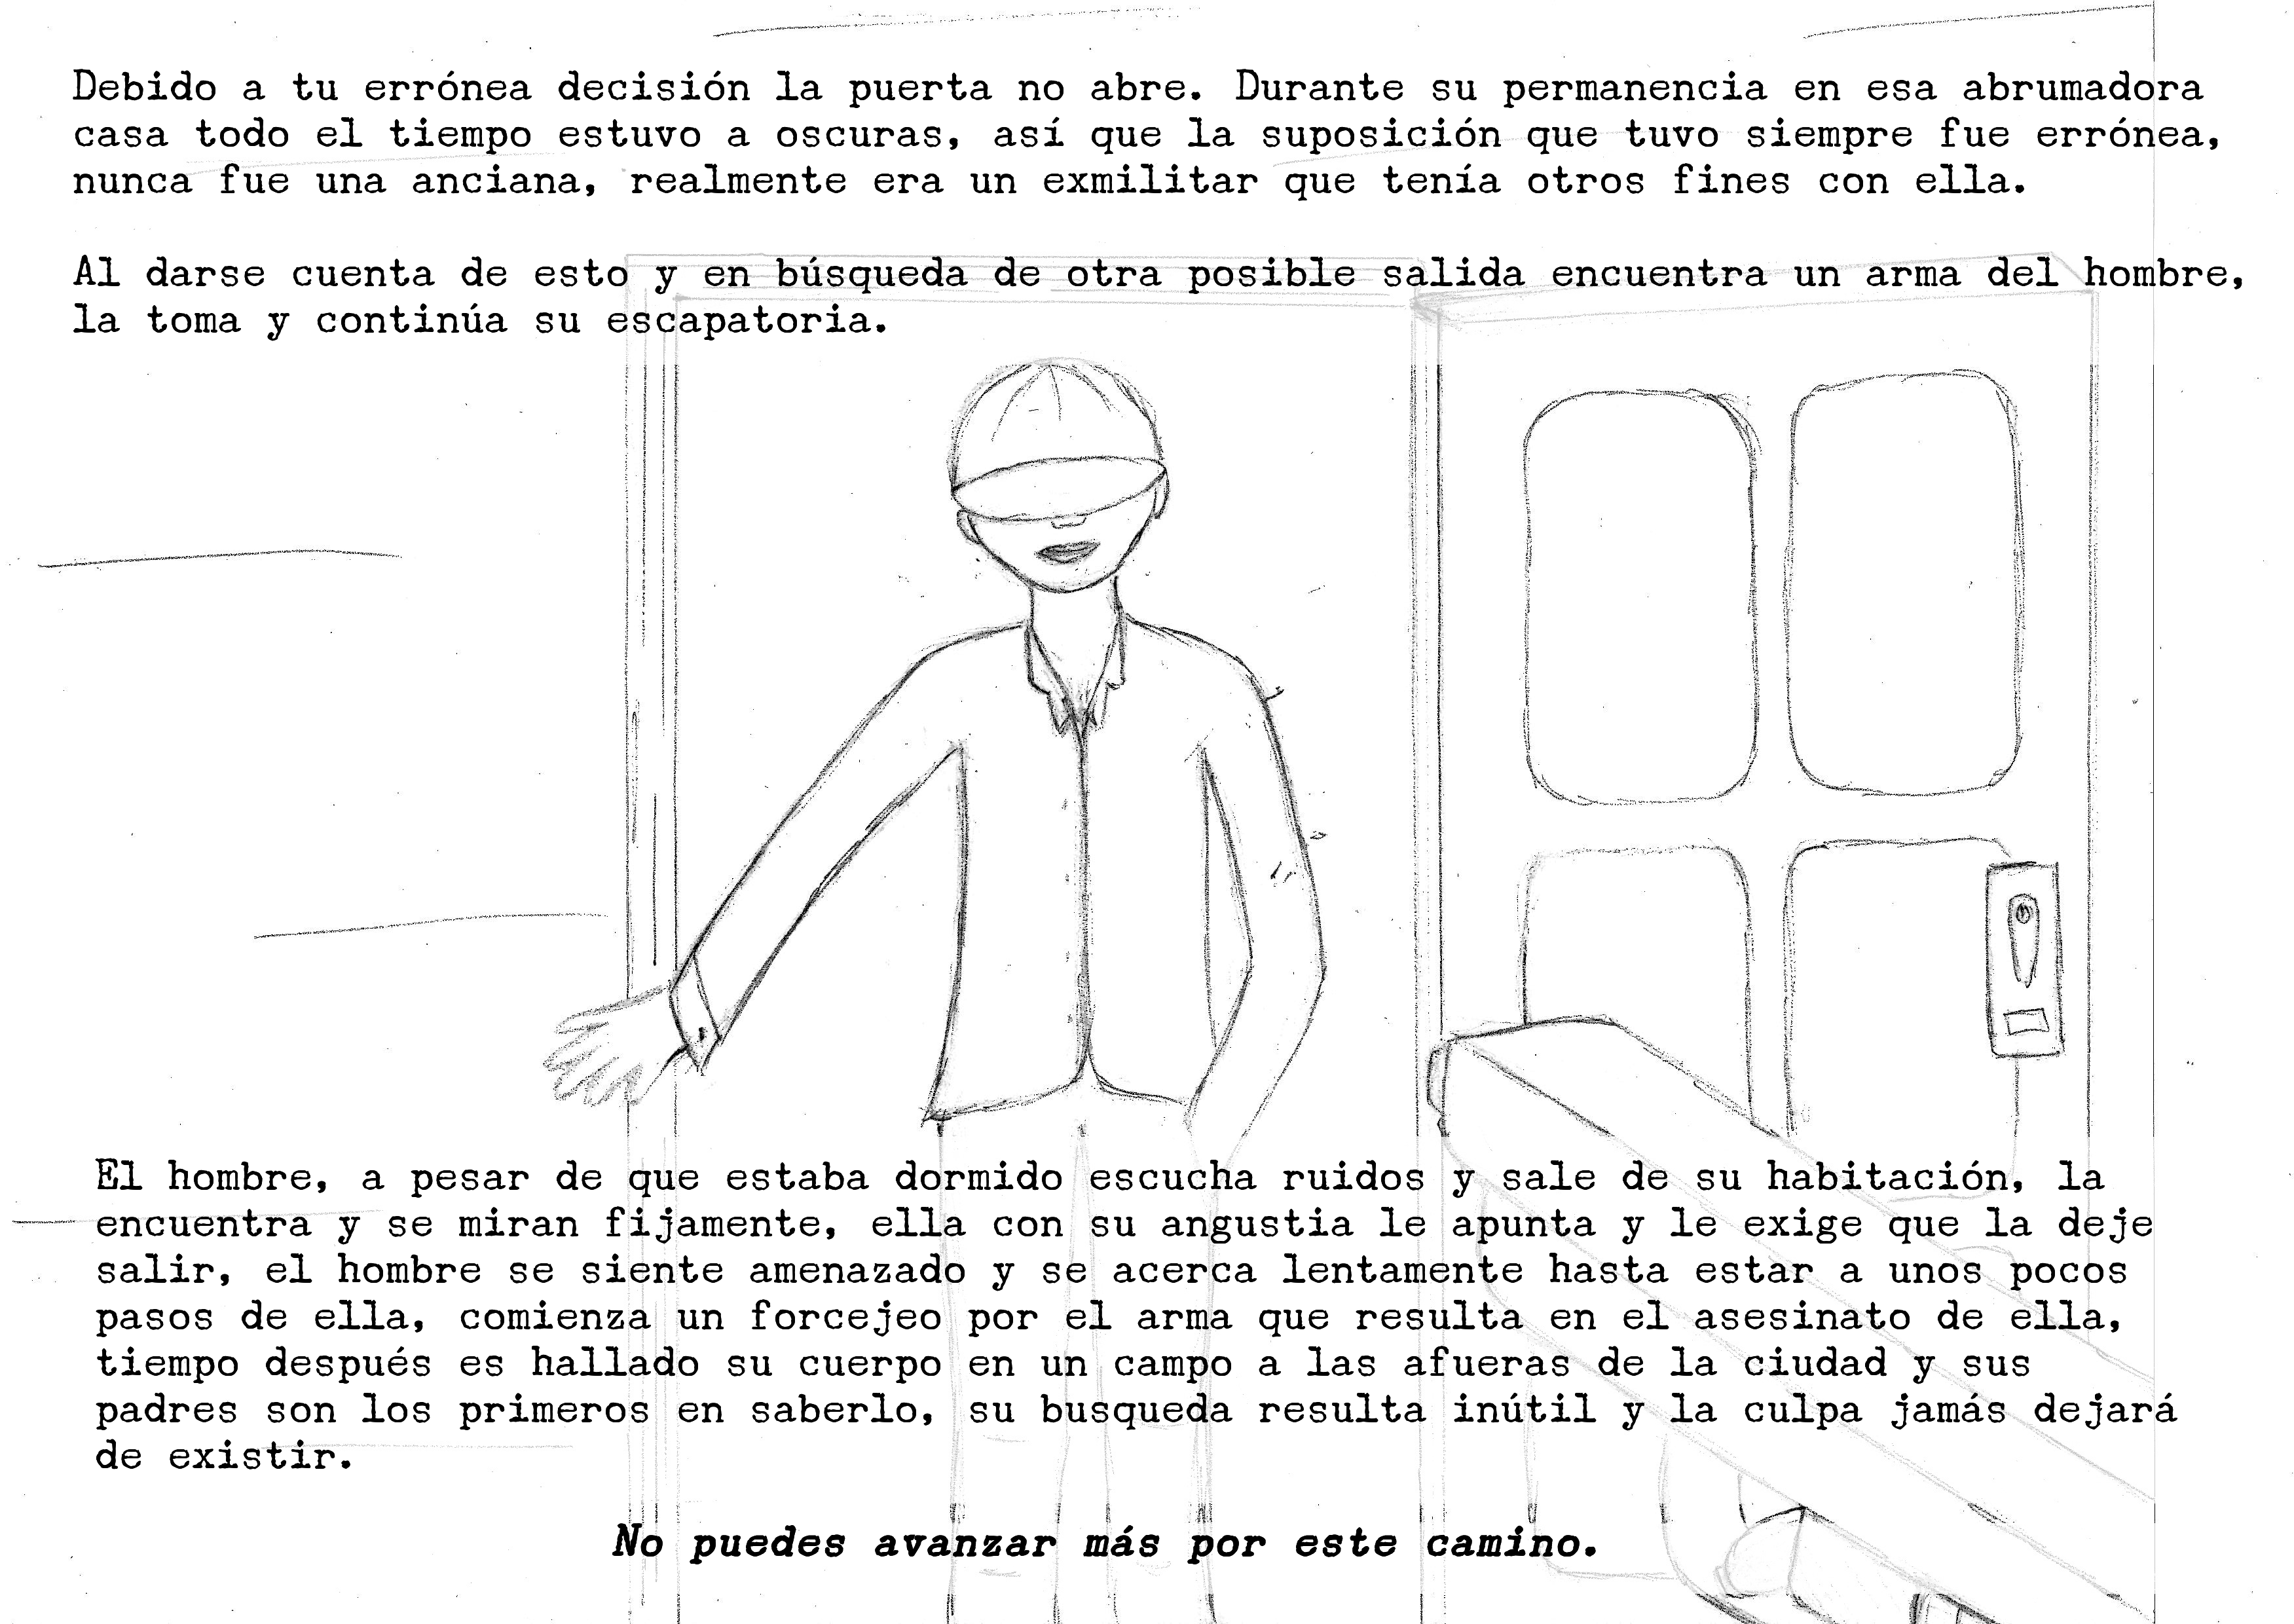 Debido a tu errónea decisión la puerta no abre. Durante su permanencia en esa abrumadora
casa todo el tiempo estuvo a oscuras, así que la suposición que tuvo siempre fue errónea,
nunca fue una anciana, realmente era un exmilitar que tenía otros fines con ella.
Al darse cuenta de esto y en búsqueda de otra posible salida encuentra un arma del hombre,
la toma y continúa su escapatoria.
El hombre, a pesar de que estaba dormido escucha ruidos y sale de su habitación, la
encuentra y se miran fijamente, ella con su angustia le apunta y le exige que la deje
salir, el hombre se siente amenazado y se acerca lentamente hasta estar a unos pocos
pasos de ella, comienza un forcejeo por el arma que resulta en el asesinato de ella,
tiempo después es hallado su cuerpo en un campo a las afueras de la ciudad y sus
padres son los primeros en saberlo, su busqueda resulta inútil y la culpa jamás dejará
de existir.
No puedes avanzar más por este camino.